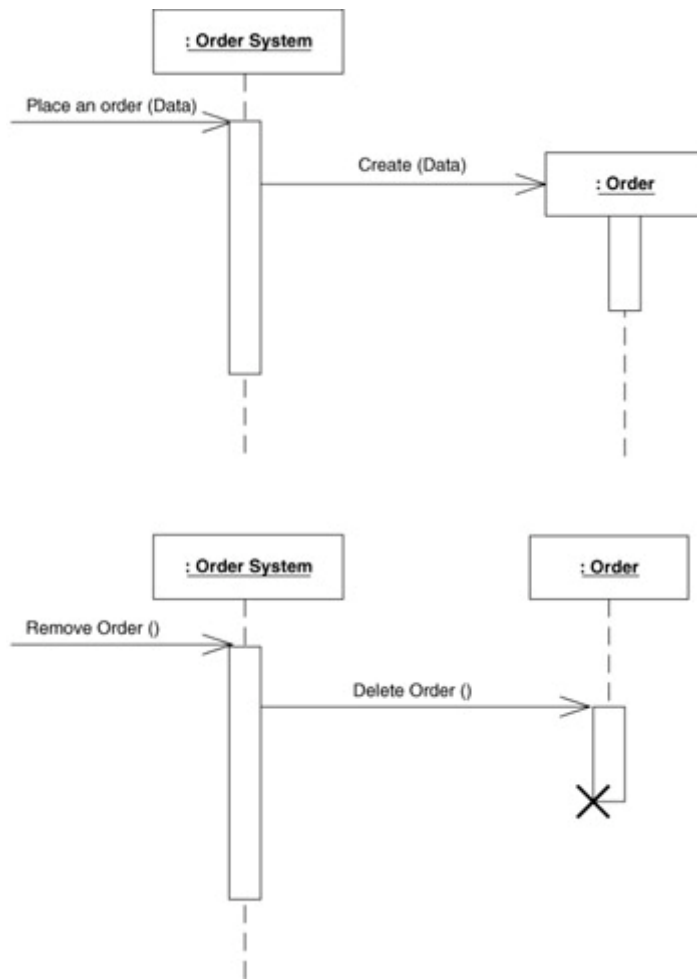 : Order System
Place an order (Data)
Create (Data)
: Order
: Order System
: Order
Remove Order ()
Delete Order ()